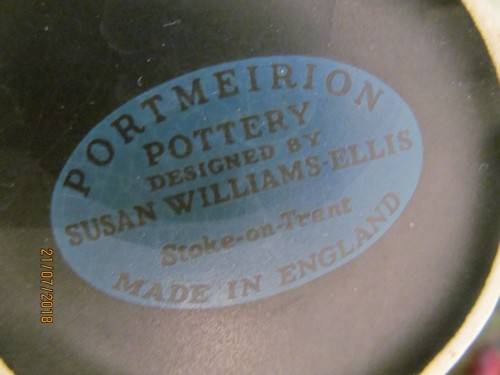 PORTMEIRION
POTTERY
DESIGNED BY
SUSAN WILLIAMS-ELLIS
Stoke-on-Trent
MADE IN ENGLAND
21/07/2018